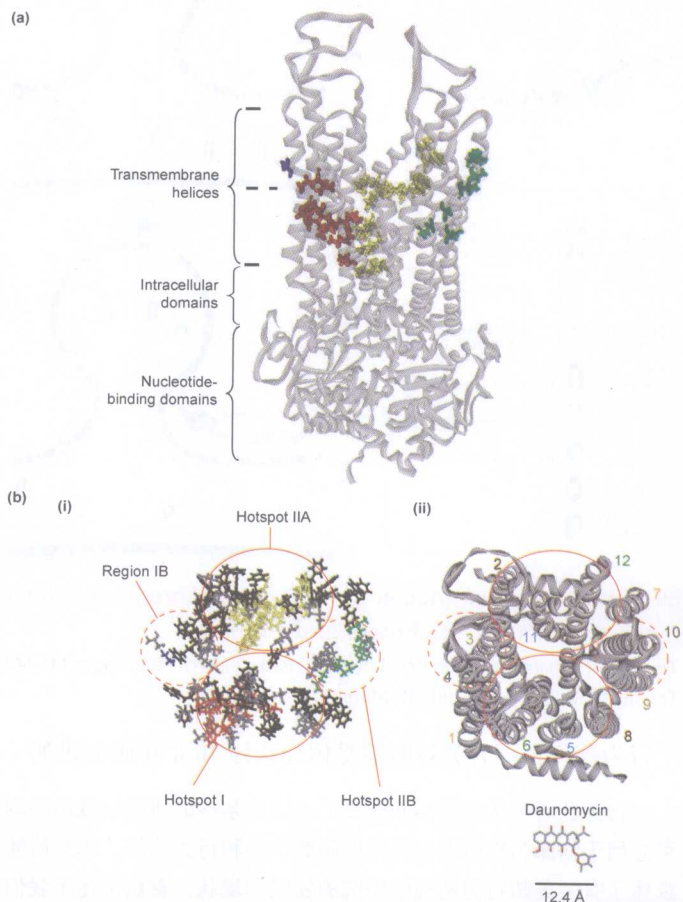 (a)
Transmembrane
helices
Intracellular
domains
Nucleotide-
binding domains
(b)
(i)
(ii)
Hotspot IIA
Region IB
Hotspot I
Hotspot IIB
2
12
7
3
11
10
4
9
1
6
5
8
Daunomycin
12.4 Å